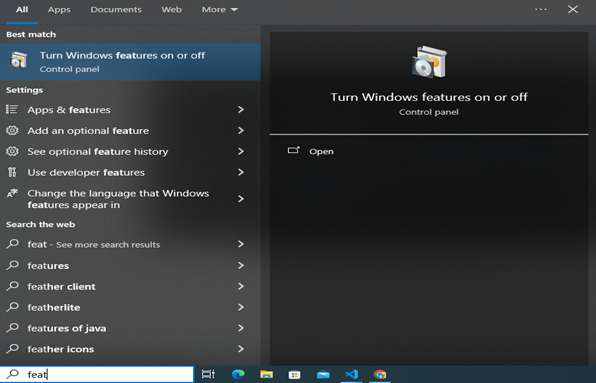 All Apps Documents Web More
Best match
Turn Windows features on or off
Control panel
Settings
Apps & features
Add an optional feature
See optional feature history
Use developer features
Change the language that Windows
features appear in
Search the web
feat - See more search results
features
feather client
featherlite
features of java
feather icons
feat
Turn Windows features on or off
Control panel
Open